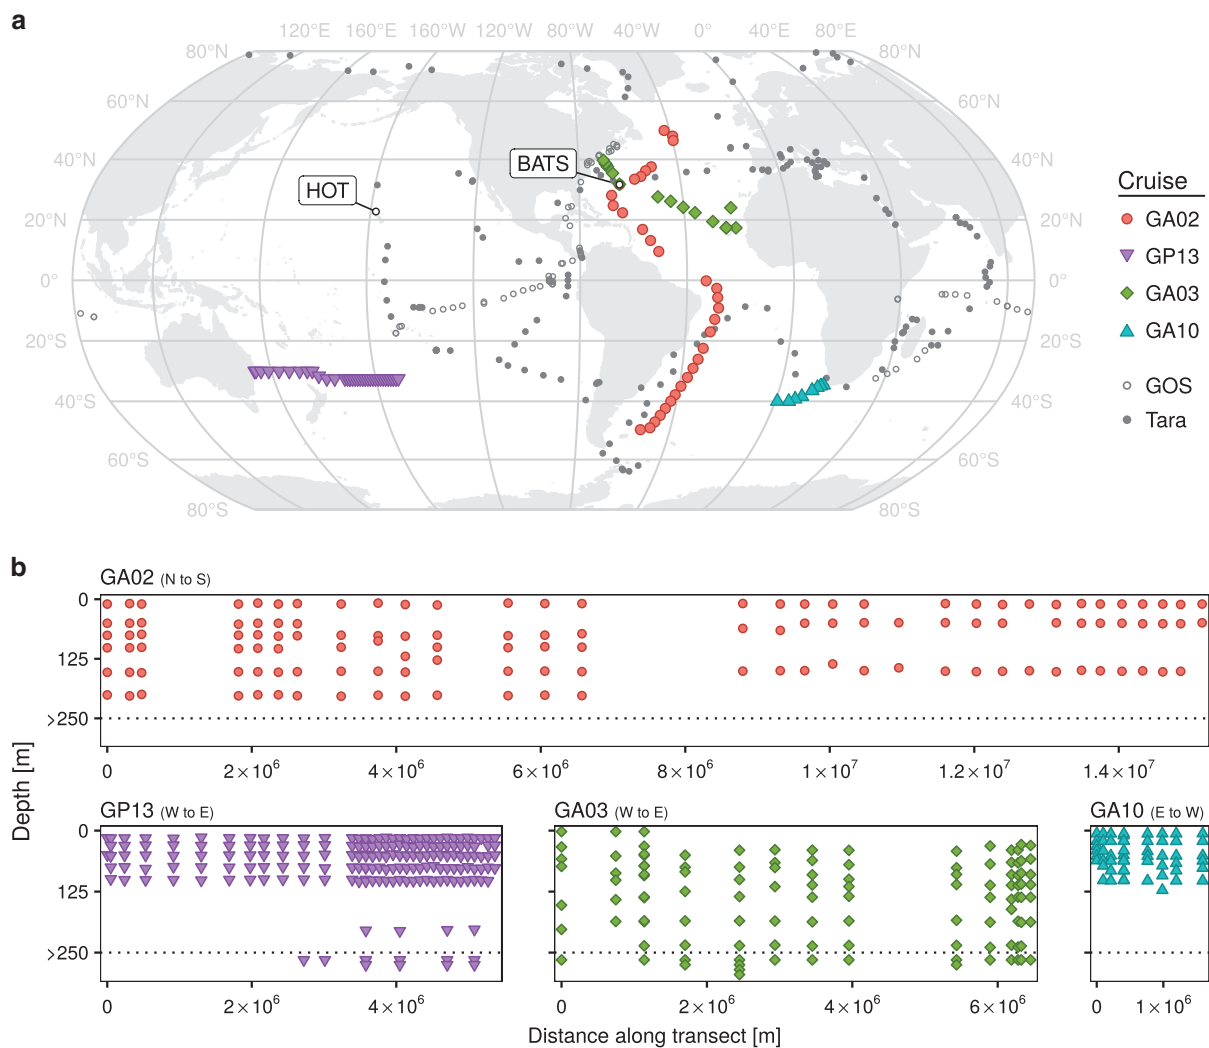 a
120°E 160°E 160°W 120°W 80°W 40°W 0° 40°E 80°E
80°N 80°N
60°N 60°N
40°N 40°N
BATS
HOT
20°N 20°N
0° 0°
20°S 20°S
40°S 40°S
60°S 60°S
80°S 80°S
Cruise
GA02
GP13
GA03
GA10
GOS
Tara
b
GA02 (N to S)
0
125
>250
0 2×10⁶ 4×10⁶ 6×10⁶ 8×10⁶ 1×10⁷ 1.2×10⁷ 1.4×10⁷
Depth [m]
GP13 (W to E) GA03 (W to E) GA10 (E to W)
0
125
>250
0 2×10⁶ 4×10⁶ 0 2×10⁶ 4×10⁶ 6×10⁶ 0 1×10⁶
Distance along transect [m]